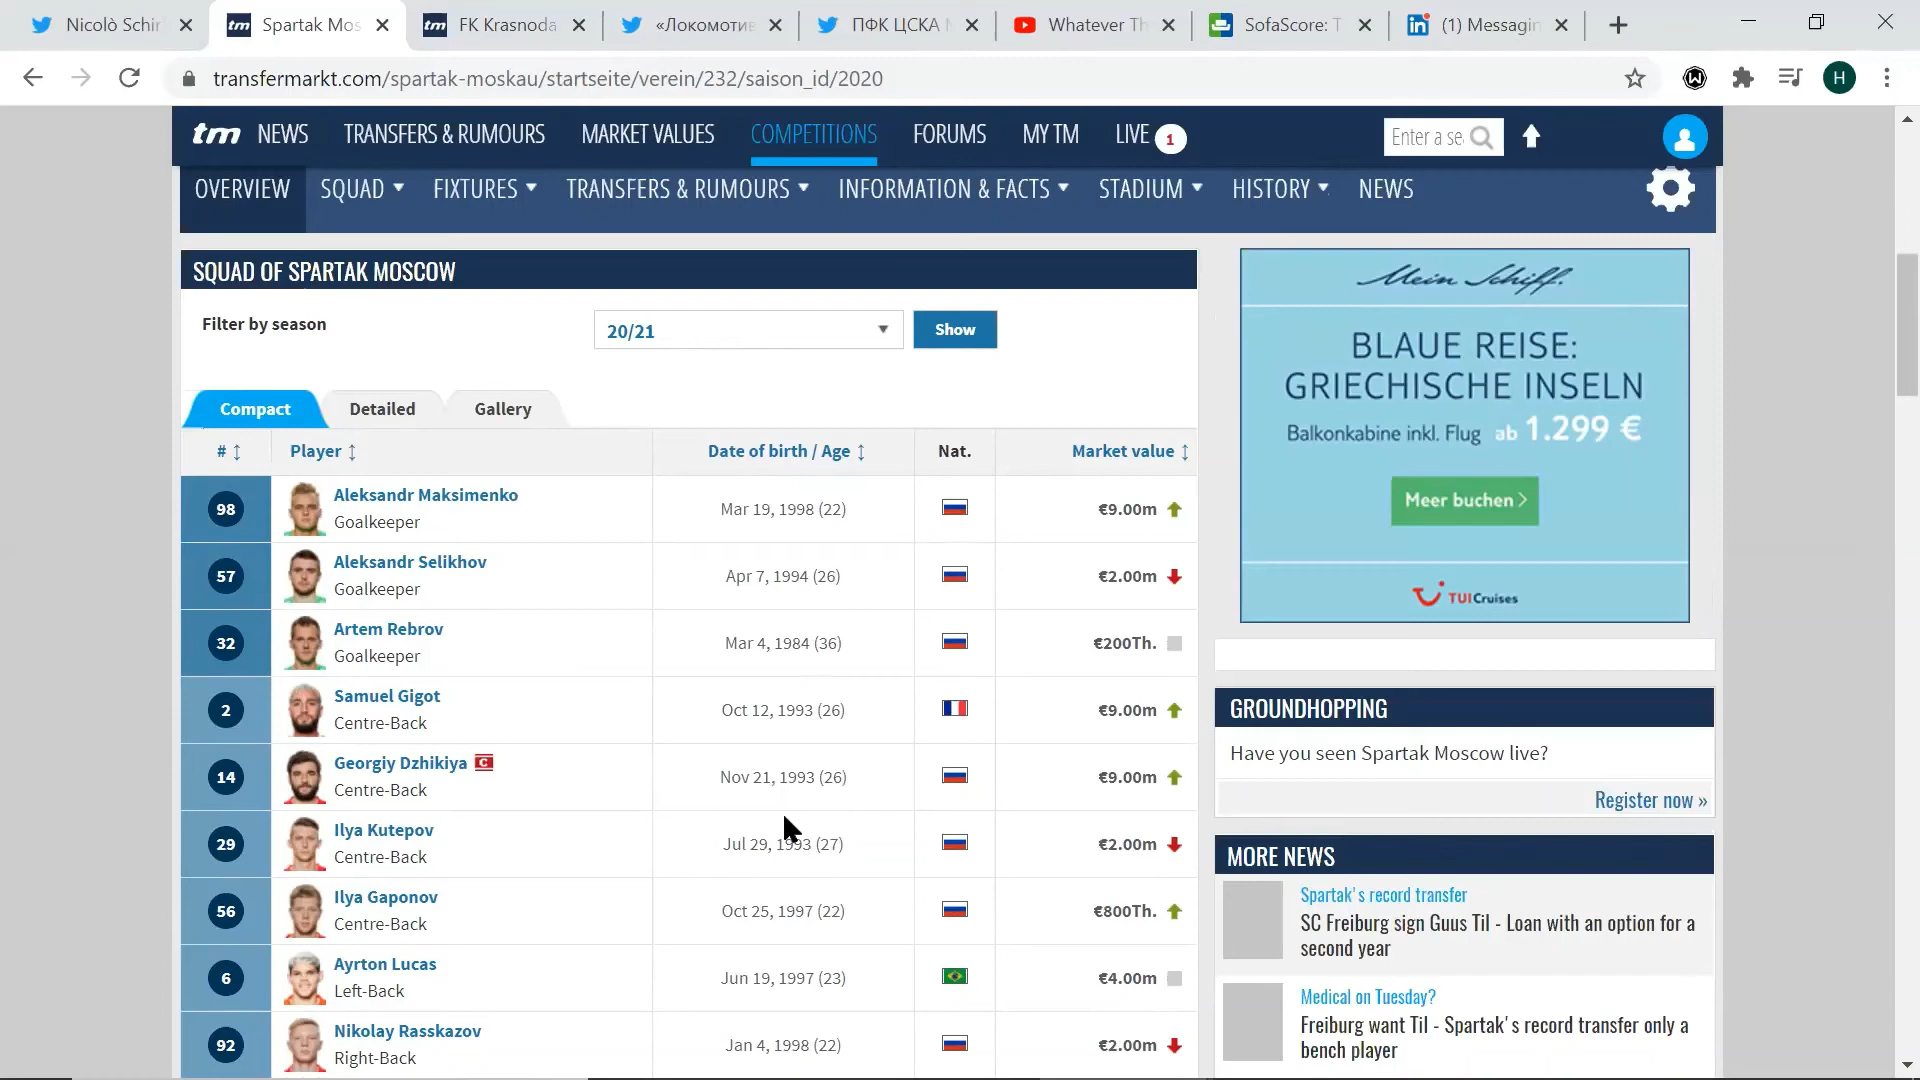 Nicolò Schir
Spartak Mos
FK Krasnoda
«Локомотив
ПФК ЦСКА
Whatever Th
SofaScore: T
(1) Messagin
transfermarkt.com/spartak-moskau/startseite/verein/232/saison_id/2020
H
tm NEWS TRANSFERS & RUMOURS MARKET VALUES COMPETITIONS FORUMS MY TM LIVE 1
Enter a se
OVERVIEW SQUAD FIXTURES TRANSFERS & RUMOURS INFORMATION & FACTS STADIUM HISTORY NEWS
SQUAD OF SPARTAK MOSCOW
Filter by season
20/21
Show
Compact Detailed Gallery
# Player Date of birth / Age Nat. Market value
98 Aleksandr Maksimenko Mar 19, 1998 (22) €9.00m
Goalkeeper
57 Aleksandr Selikhov Apr 7, 1994 (26) €2.00m
Goalkeeper
32 Artem Rebrov Mar 4, 1984 (36) €200Th.
Goalkeeper
2 Samuel Gigot Oct 12, 1993 (26) €9.00m
Centre-Back
14 Georgiy Dzhikiya C Nov 21, 1993 (26) €9.00m
Centre-Back
29 Ilya Kutepov Jul 29, 1993 (27) €2.00m
Centre-Back
56 Ilya Gaponov Oct 25, 1997 (22) €800Th.
Centre-Back
6 Ayrton Lucas Jun 19, 1997 (23) €4.00m
Left-Back
92 Nikolay Rasskazov Jan 4, 1998 (22) €2.00m
Right-Back
Mein Schiff.
BLAUE REISE:
GRIECHISCHE INSELN
Balkonkabine inkl. Flug ab 1.299 €
Meer buchen
TUI Cruises
GROUNDHOPPING
Have you seen Spartak Moscow live?
Register now »
MORE NEWS
Spartak's record transfer
SC Freiburg sign Guus Til - Loan with an option for a
second year
Medical on Tuesday?
Freiburg want Til - Spartak's record transfer only a
bench player